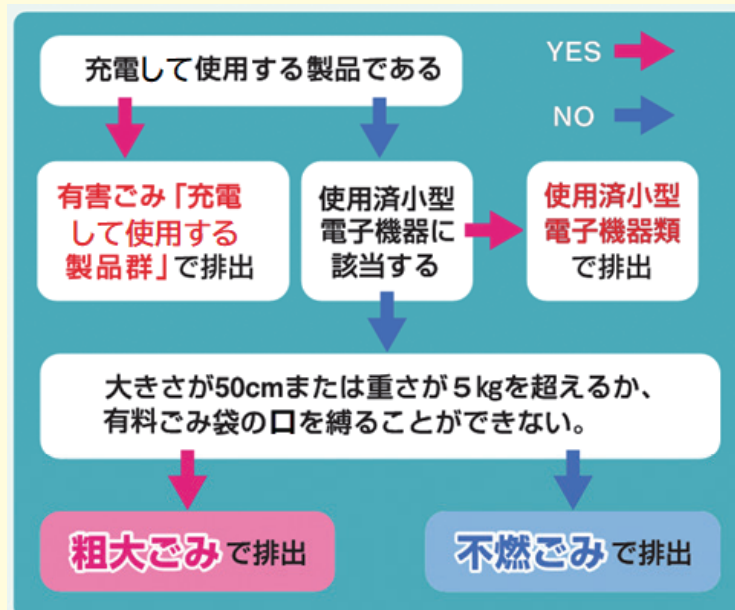 充電して使用する製品である
YES
NO
有害ごみ「充電
して使用する
製品群」で排出
使用済小型
電子機器に
該当する
使用済小型
電子機器類
で排出
大きさが50cmまたは重さが5kgを超えるか、
有料ごみ袋の口を縛ることができない。
粗大ごみで排出
不燃ごみで排出